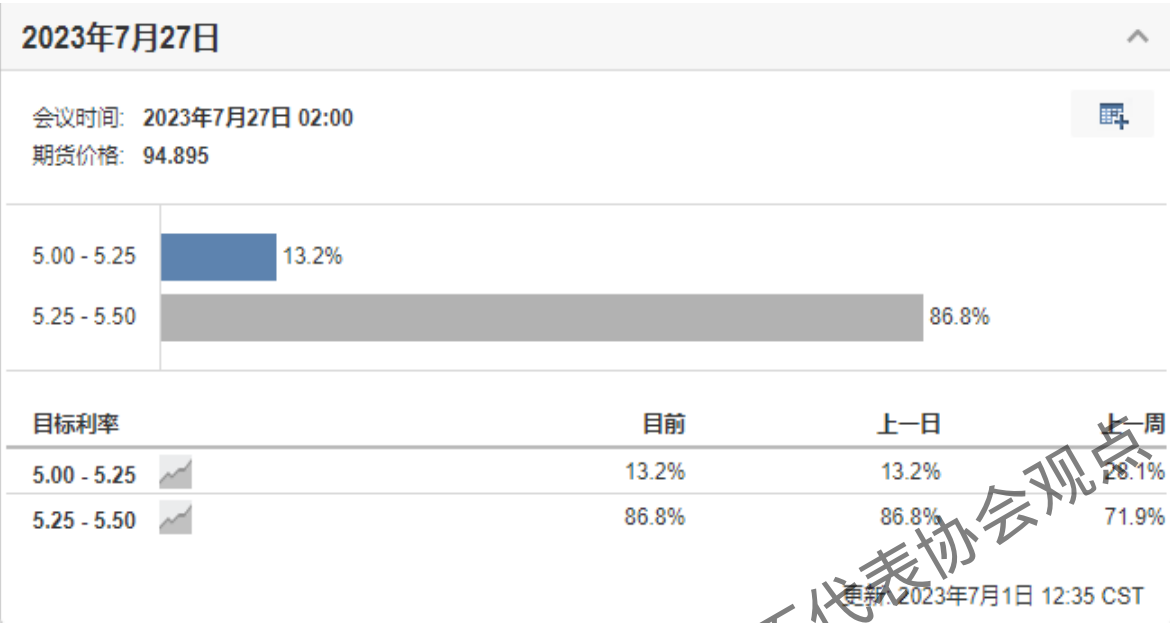 2023年7月27日
会议时间: 2023年7月27日 02:00
期货价格: 94.895
5.00 - 5.25 13.2%
5.25 - 5.50 86.8%
目标利率 目前 上一日 上一周
5.00 - 5.25 13.2% 13.2% 28.1%
5.25 - 5.50 86.8% 86.8% 71.9%
更新: 2023年7月1日 12:35 CST
代表协会观点